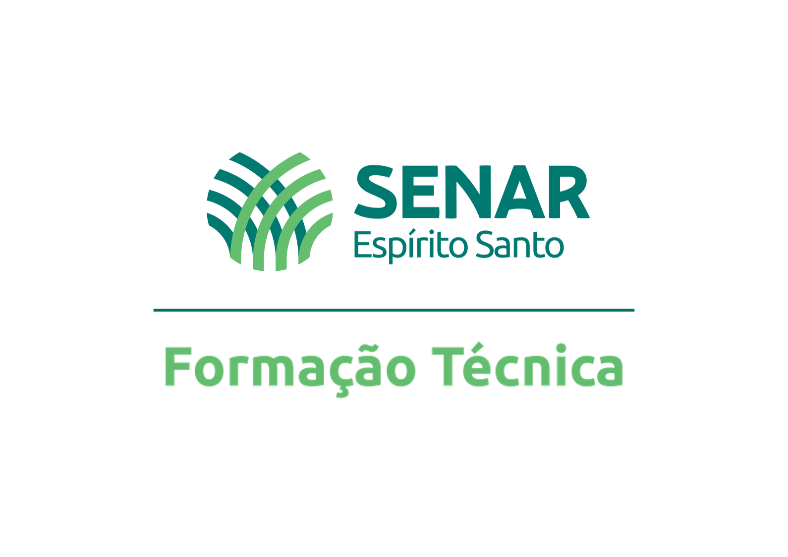 SENAR
Espírito Santo
Formação Técnica